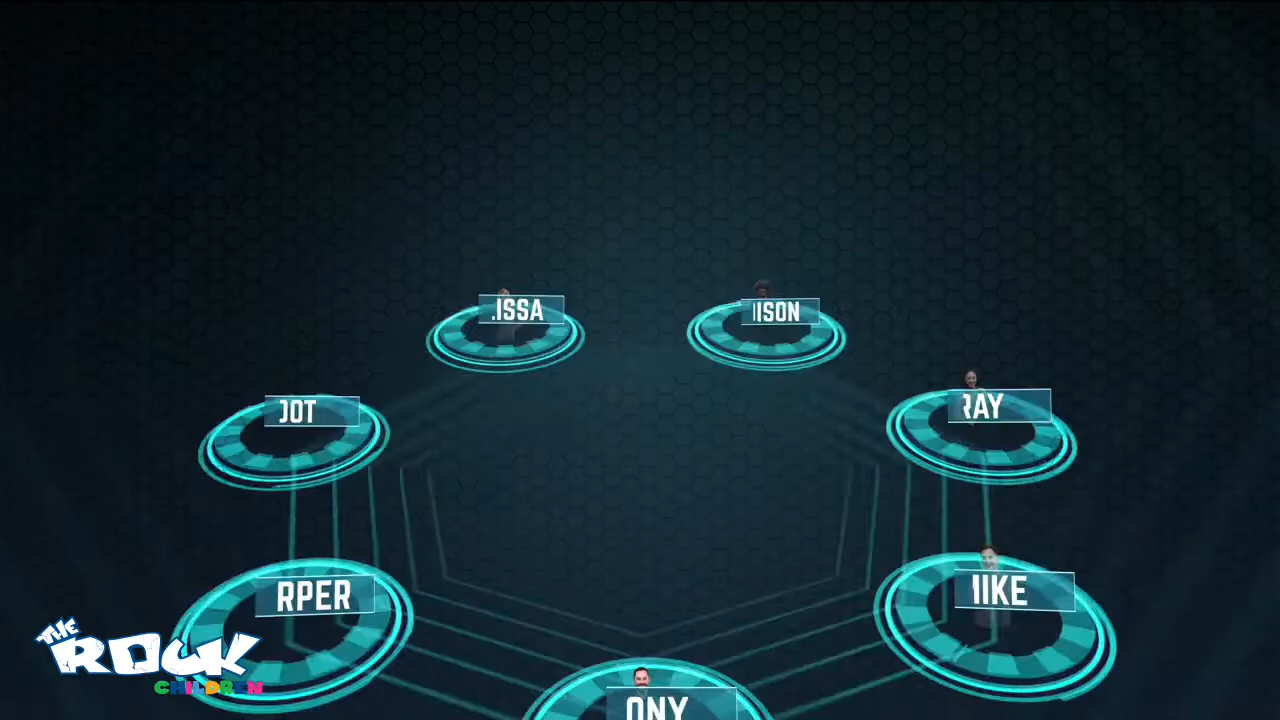 .ISSA
IISON
JOT
RAY
RPER
IIKE
ONY
THE
ROCK
CHILDREN